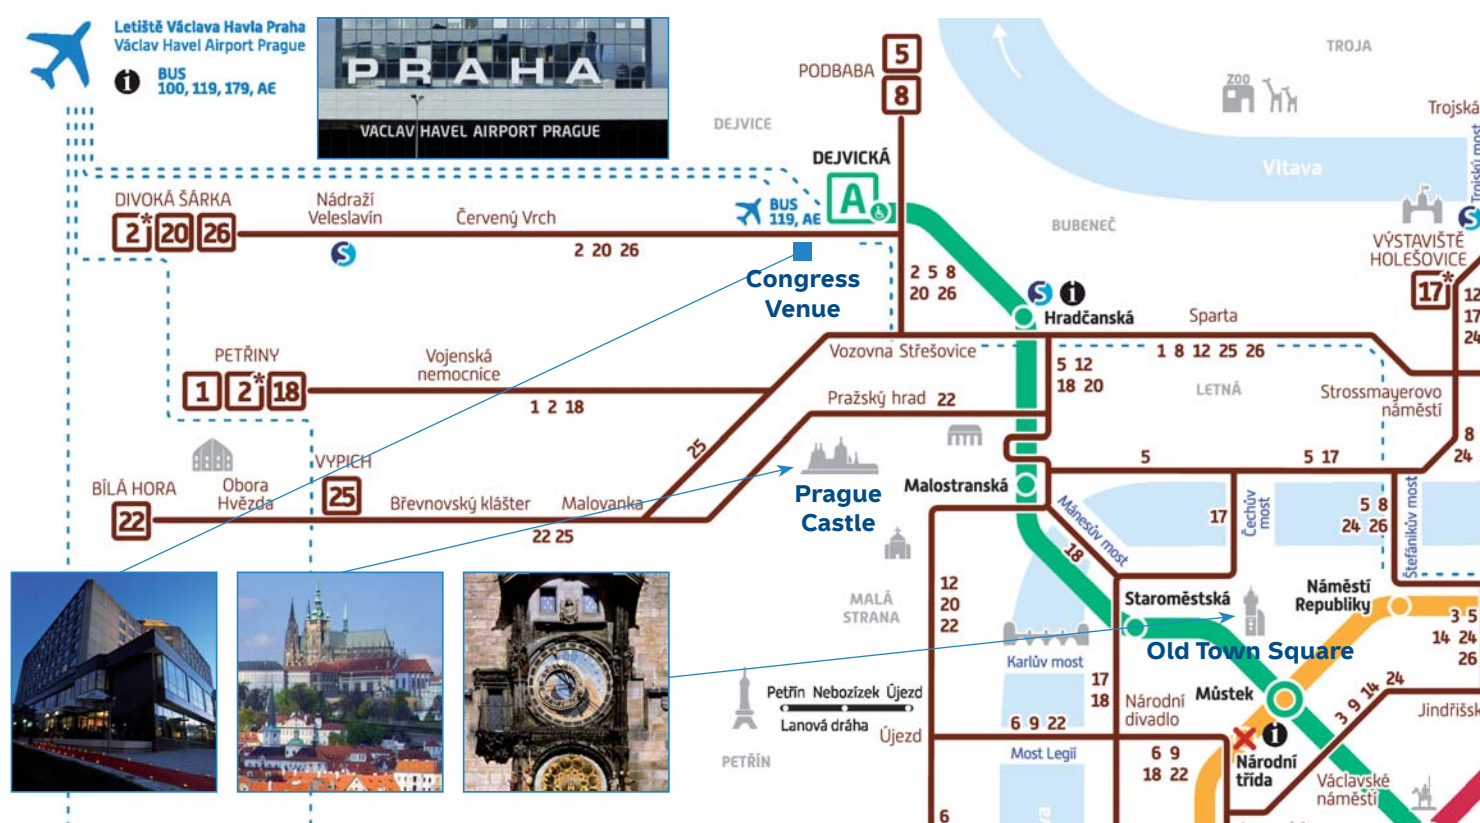 Letiště Václava Havla Praha
Václav Havel Airport Prague
i
BUS
100, 119, 179, AE
PRAHA
VACLAV HAVEL AIRPORT PRAGUE
DEJVICE
PODBABA
5
8
TROJA
ZOO
Trojská
Trojský most
Vltava
DEJVICKÁ
A
BUS
119, AE
DIVOKÁ ŠÁRKA
2* 20 26
Nádraží
Veleslavín
S
Červený Vrch
2 20 26
BUBENEČ
S
VÝSTAVIŠTĚ
HOLEŠOVICE
17*
12
17
24
Congress
Venue
2 5 8
20 26
S i
Hradčanská
Sparta
PETŘINY
1 2* 18
Vojenská
nemocnice
1 2 18
Vozovna Střešovice
1 8 12 25 26
5 12
18 20
LETNÁ
Strossmayerovo
náměstí
Pražský hrad 22
25
8
24
5
5 17
VYPICH
25
BÍLÁ HORA
22
Obora
Hvězda
Břevnovský klášter
Malovanka
22 25
Prague
Castle
Malostranská
Mánesův most
18
17
Čechův
most
5 8
24 26
Štefánikův most
MALÁ
STRANA
12
20
22
Staroměstská
Náměstí
Republiky
3 5
14 24
26
Old Town Square
Karlův most
17
18
Můstek
Petřín Nebozízek Újezd
Lanová dráha
Újezd
PETŘÍN
6 9 22
Národní
divadlo
3 9 14 24
Jindřišsk
Most Legií
6 9
18 22
i
Národní
třída
Václavské
náměstí
6